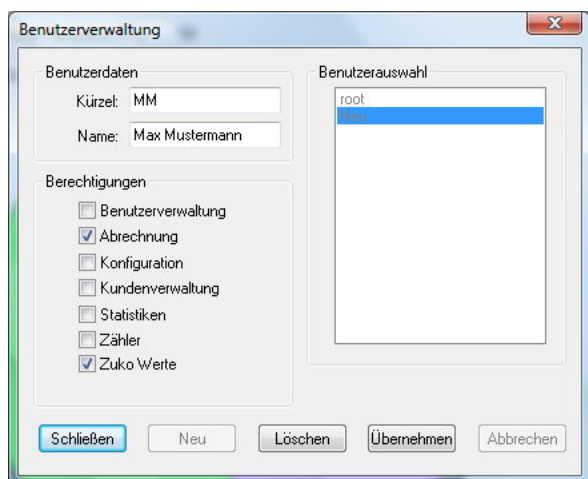 Benutzerverwaltung
Benutzerdaten
Kürzel: MM
Name: Max Mustermann
Berechtigungen
Benutzerverwaltung
Abrechnung
Konfiguration
Kundenverwaltung
Statistiken
Zähler
Zuko Werte
Benutzerauswahl
root
Neu
Schließen Neu Löschen Übernehmen Abbrechen